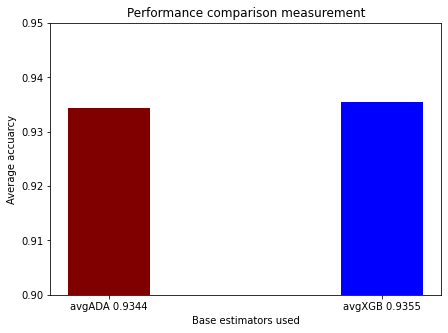 Performance comparison measurement
0.95
0.94
0.93
0.92
0.91
0.90
Average accuarcy
avgADA 0.9344
avgXGB 0.9355
Base estimators used